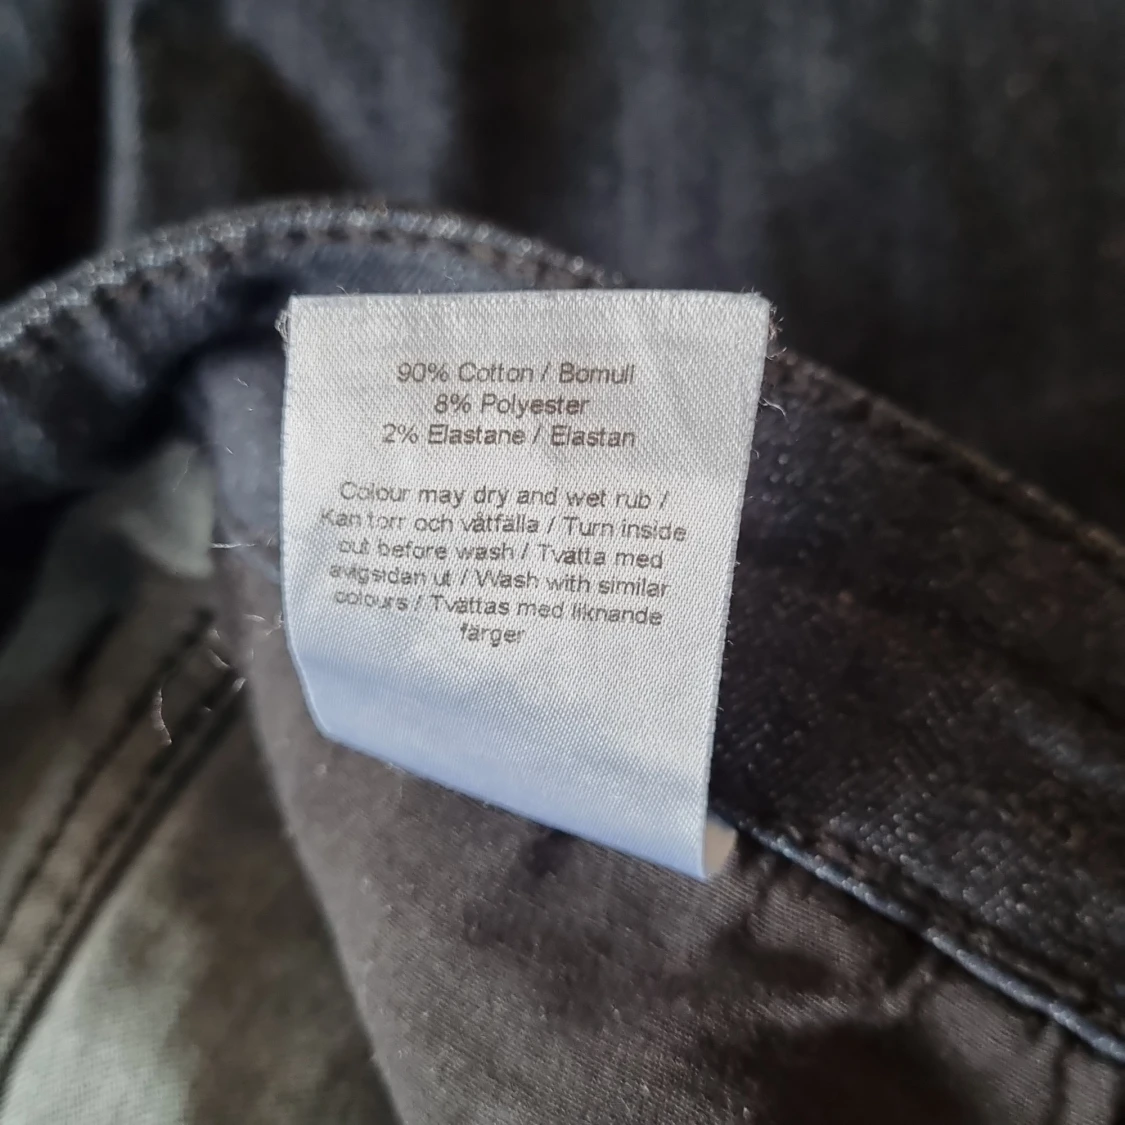 90% Cotton / Bomull
8% Polyester
2% Elastane / Elastan
Colour may dry and wet rub /
Kan torr och våtfälla / Turn inside
out before wash / Tvätta med
avigsidan ut / Wash with similar
colours / Tvättas med liknande
färger